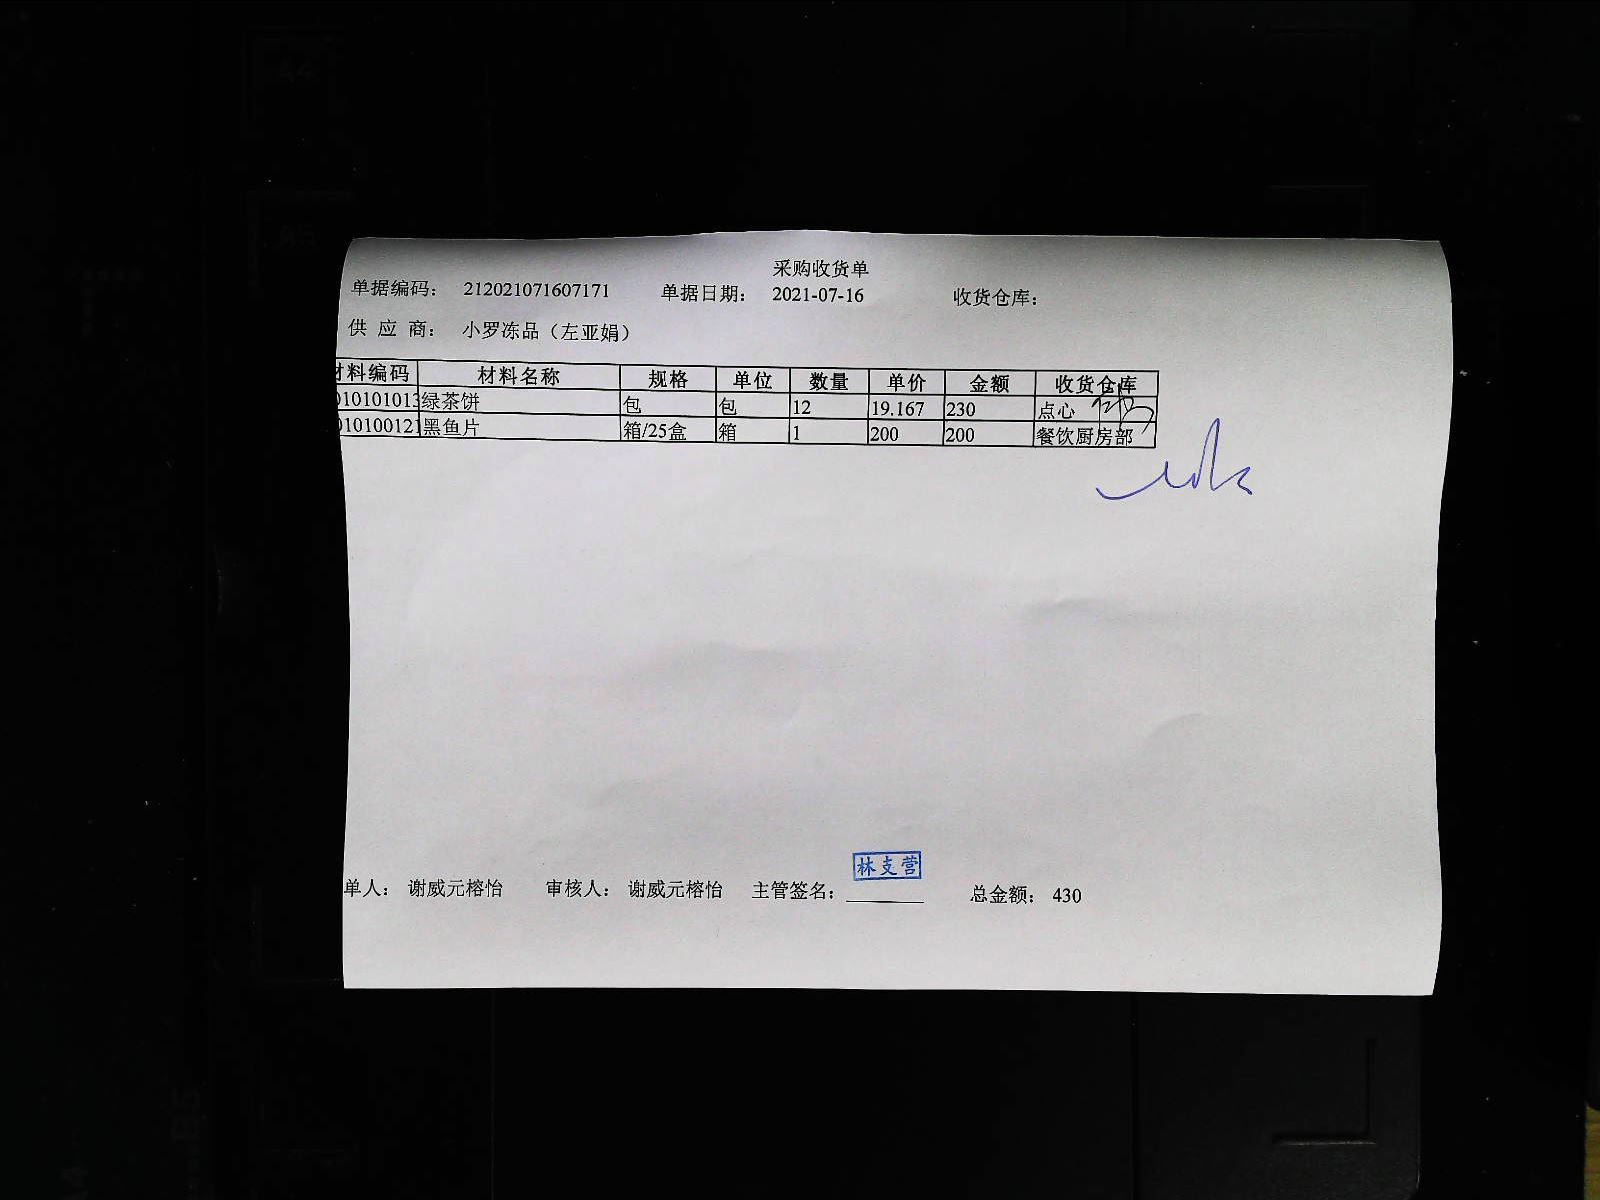 采购收货单
单据编码: 212021071607171 单据日期: 2021-07-16 收货仓库:
供 应 商: 小罗冻品（左亚娟）
材料编码 材料名称 规格 单位 数量 单价 金额 收货仓库
010101013 绿茶饼 包 包 12 19.167 230 点心
010100121 黑鱼片 箱/25盒 箱 1 200 200 餐饮厨房部
林支营
单人: 谢威元榕怡 审核人: 谢威元榕怡 主管签名: 总金额: 430